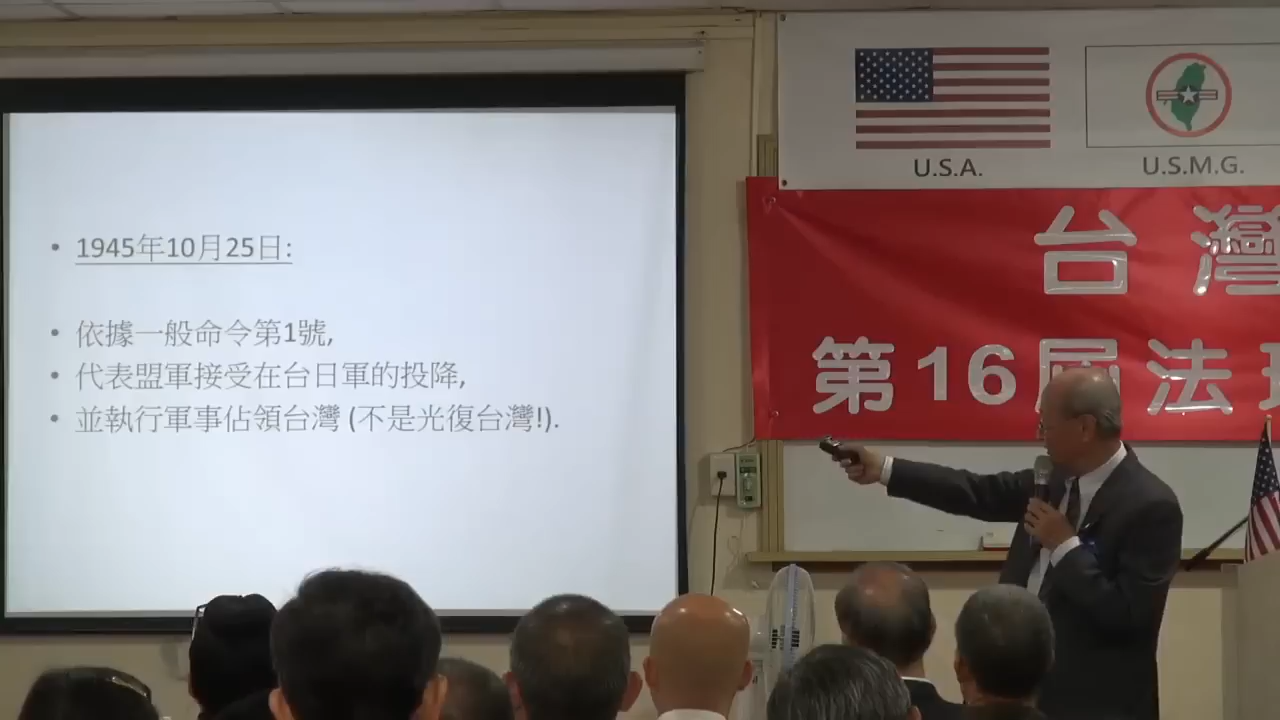 • 1945年10月25日:
• 依據一般命令第1號,
• 代表盟軍接受在台日軍的投降,
• 並執行軍事佔領台灣 (不是光復台灣!).
U.S.A.
U.S.M.G.
台灣
第16屆法